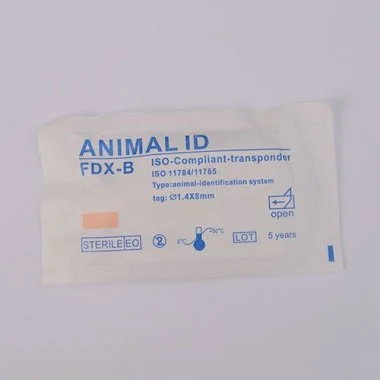 ANIMAL ID
FDX-B
ISO-Compliant-transponder
ISO 11784/11785
Type:animal-identification system
tag: Ø1.4X8mm
open
STERILE EO
2
0°C
LOT
5 years